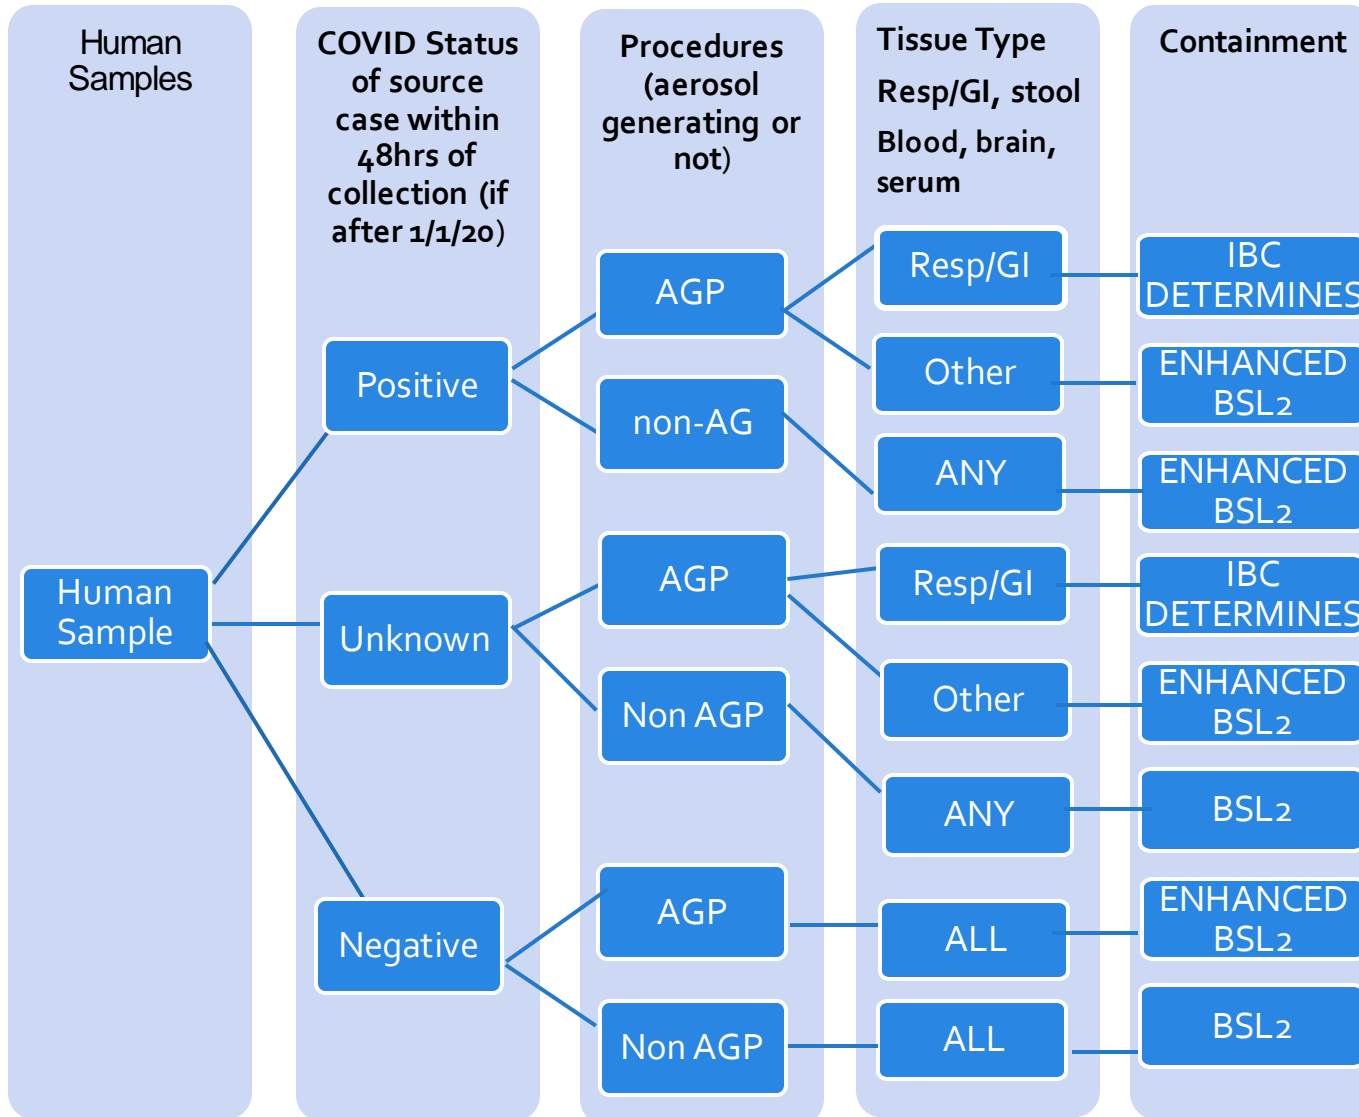 Human
Samples
COVID Status
of source
case within
48hrs of
collection (if
after 1/1/20)
Procedures
(aerosol
generating or
not)
Tissue Type
Resp/GI, stool
Blood, brain,
serum
Containment
Human
Sample
Positive
Unknown
Negative
AGP
non-AG
AGP
Non AGP
AGP
Non AGP
Resp/GI
Other
ANY
Resp/GI
Other
ANY
ALL
ALL
IBC
DETERMINES
ENHANCED
BSL2
ENHANCED
BSL2
IBC
DETERMINES
ENHANCED
BSL2
BSL2
ENHANCED
BSL2
BSL2